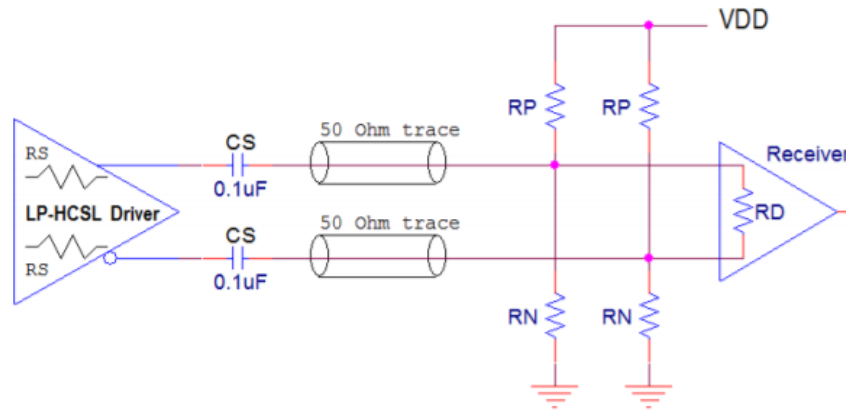 VDD
RP
RP
50 Ohm trace
CS
0.1uF
Receiver
RS
LP-HCSL Driver
RS
RD
50 Ohm trace
CS
0.1uF
RN
RN